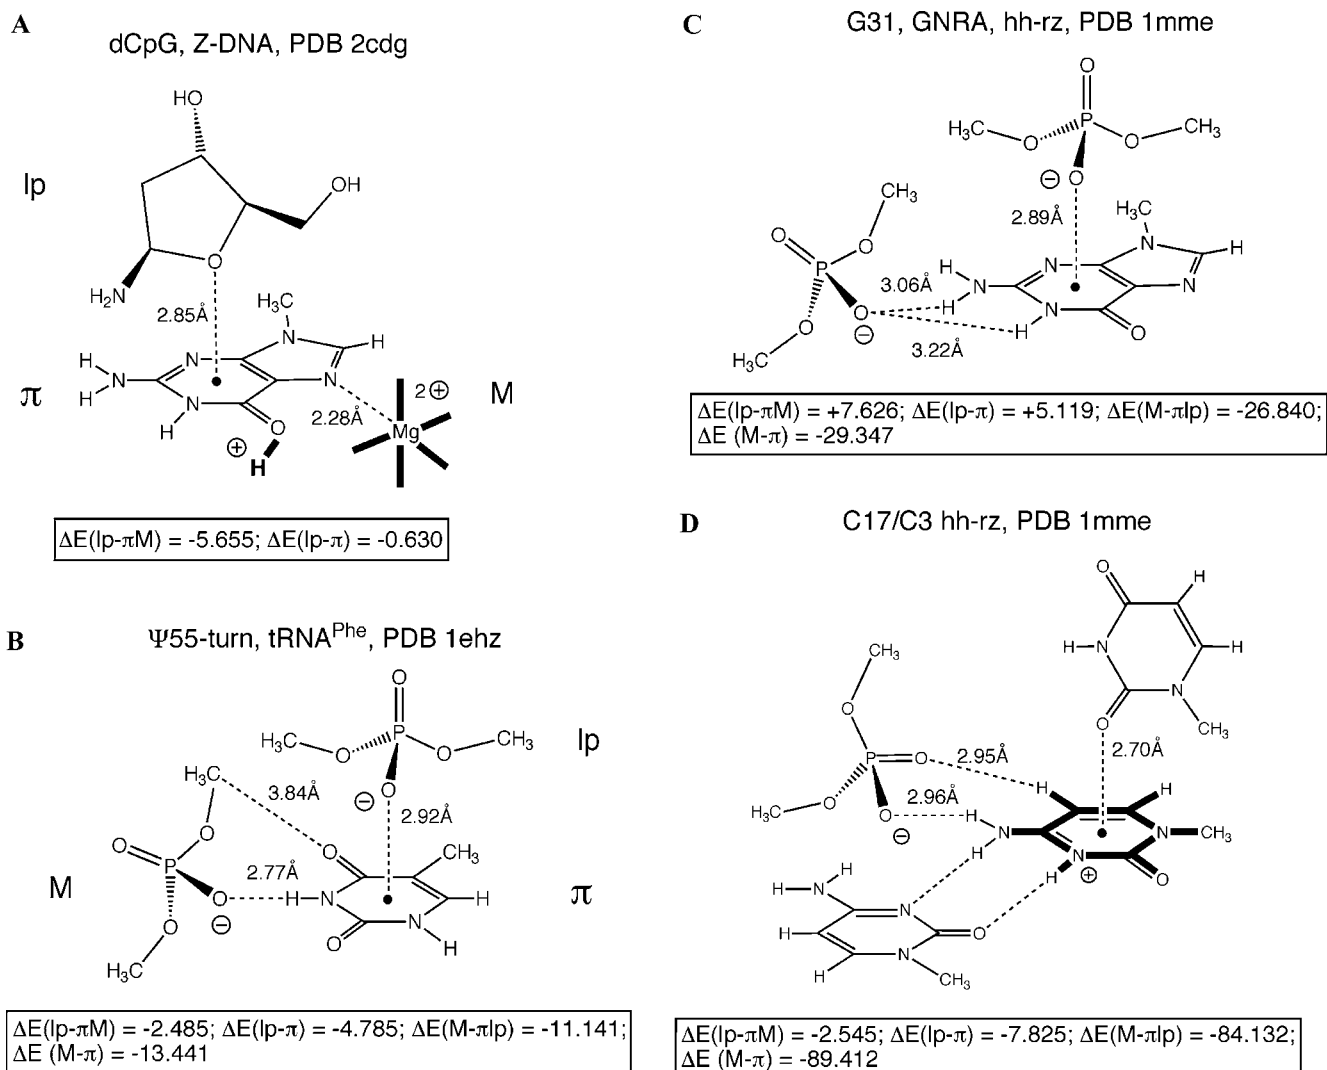 A
dCpG, Z-DNA, PDB 2cdg
HO
lp
OH
O
H₂N
2.85Å
H₃C
N
H
H
N
N
H
N
π
2.28Å
2⊕
M
N
H
O
Mg
⊕
H
ΔE(lp-πM) = -5.655; ΔE(lp-π) = -0.630
B
Ψ55-turn, tRNA^Phe, PDB 1ehz
O
P
H₃C
O
O
CH₃
lp
H₃C
3.84Å
O
⊖
2.92Å
O
O
P
O
CH₃
2.77Å
M
O
H
N
H
π
⊖
O
O
N
H
H₃C
ΔE(lp-πM) = -2.485; ΔE(lp-π) = -4.785; ΔE(M-πlp) = -11.141;
ΔE (M-π) = -13.441
C
G31, GNRA, hh-rz, PDB 1mme
O
P
H₃C
O
O
CH₃
⊖
O
CH₃
2.89Å
H₃C
O
O
N
H
P
H
N
3.06Å
N
N
O
H
⊖
H
N
O
O
3.22Å
H₃C
ΔE(lp-πM) = +7.626; ΔE(lp-π) = +5.119; ΔE(M-πlp) = -26.840;
ΔE (M-π) = -29.347
D
C17/C3 hh-rz, PDB 1mme
O
H
H
N
H
CH₃
N
O
O
CH₃
2.70Å
P
O
2.95Å
H
H
H₃C
O
2.96Å
O
H
⊖
N
N
CH₃
H
H
N
⊕
O
H
H
N
N
O
H
N
H
CH₃
ΔE(lp-πM) = -2.545; ΔE(lp-π) = -7.825; ΔE(M-πlp) = -84.132;
ΔE (M-π) = -89.412